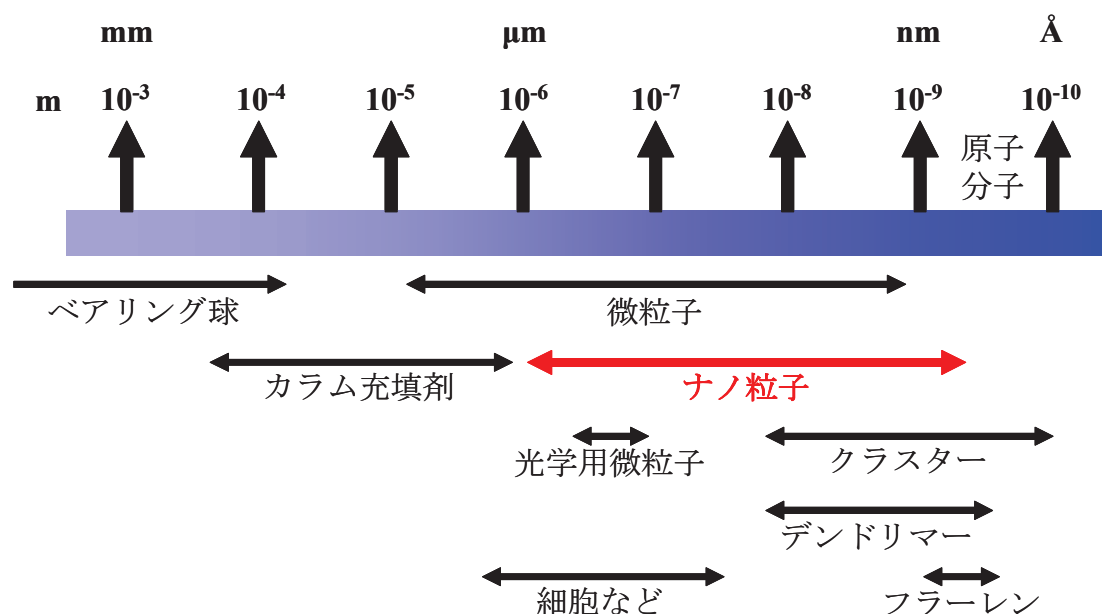 mm μm nm Å
m 10⁻³ 10⁻⁴ 10⁻⁵ 10⁻⁶ 10⁻⁷ 10⁻⁸ 10⁻⁹ 10⁻¹⁰
原子
分子
ベアリング球 微粒子
カラム充填剤 ナノ粒子
光学用微粒子 クラスター
デンドリマー
細胞など フラーレン